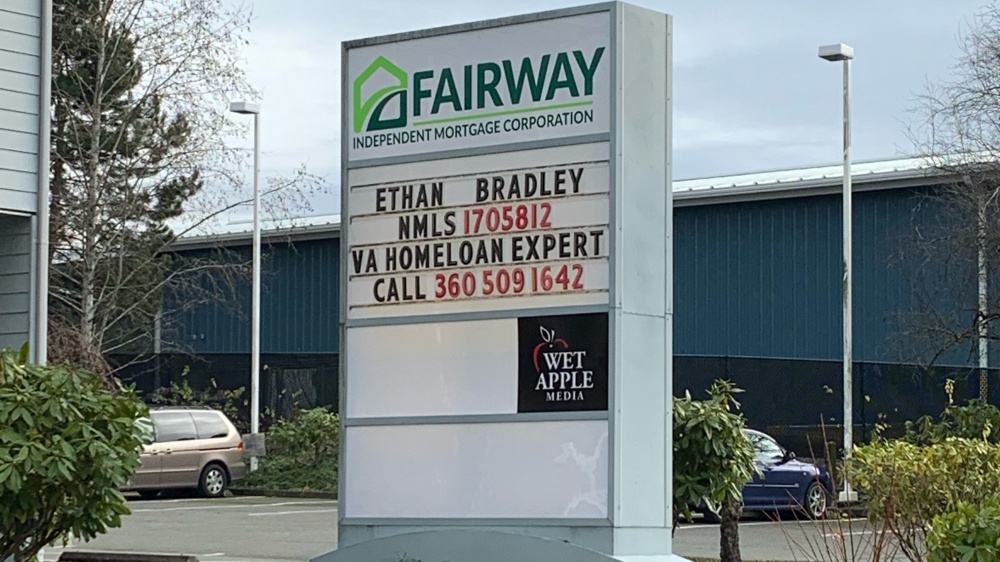 FAIRWAY
INDEPENDENT MORTGAGE CORPORATION
ETHAN BRADLEY
NMLS 1705812
VA HOMELOAN EXPERT
CALL 360 509 1642
WET
APPLE
MEDIA